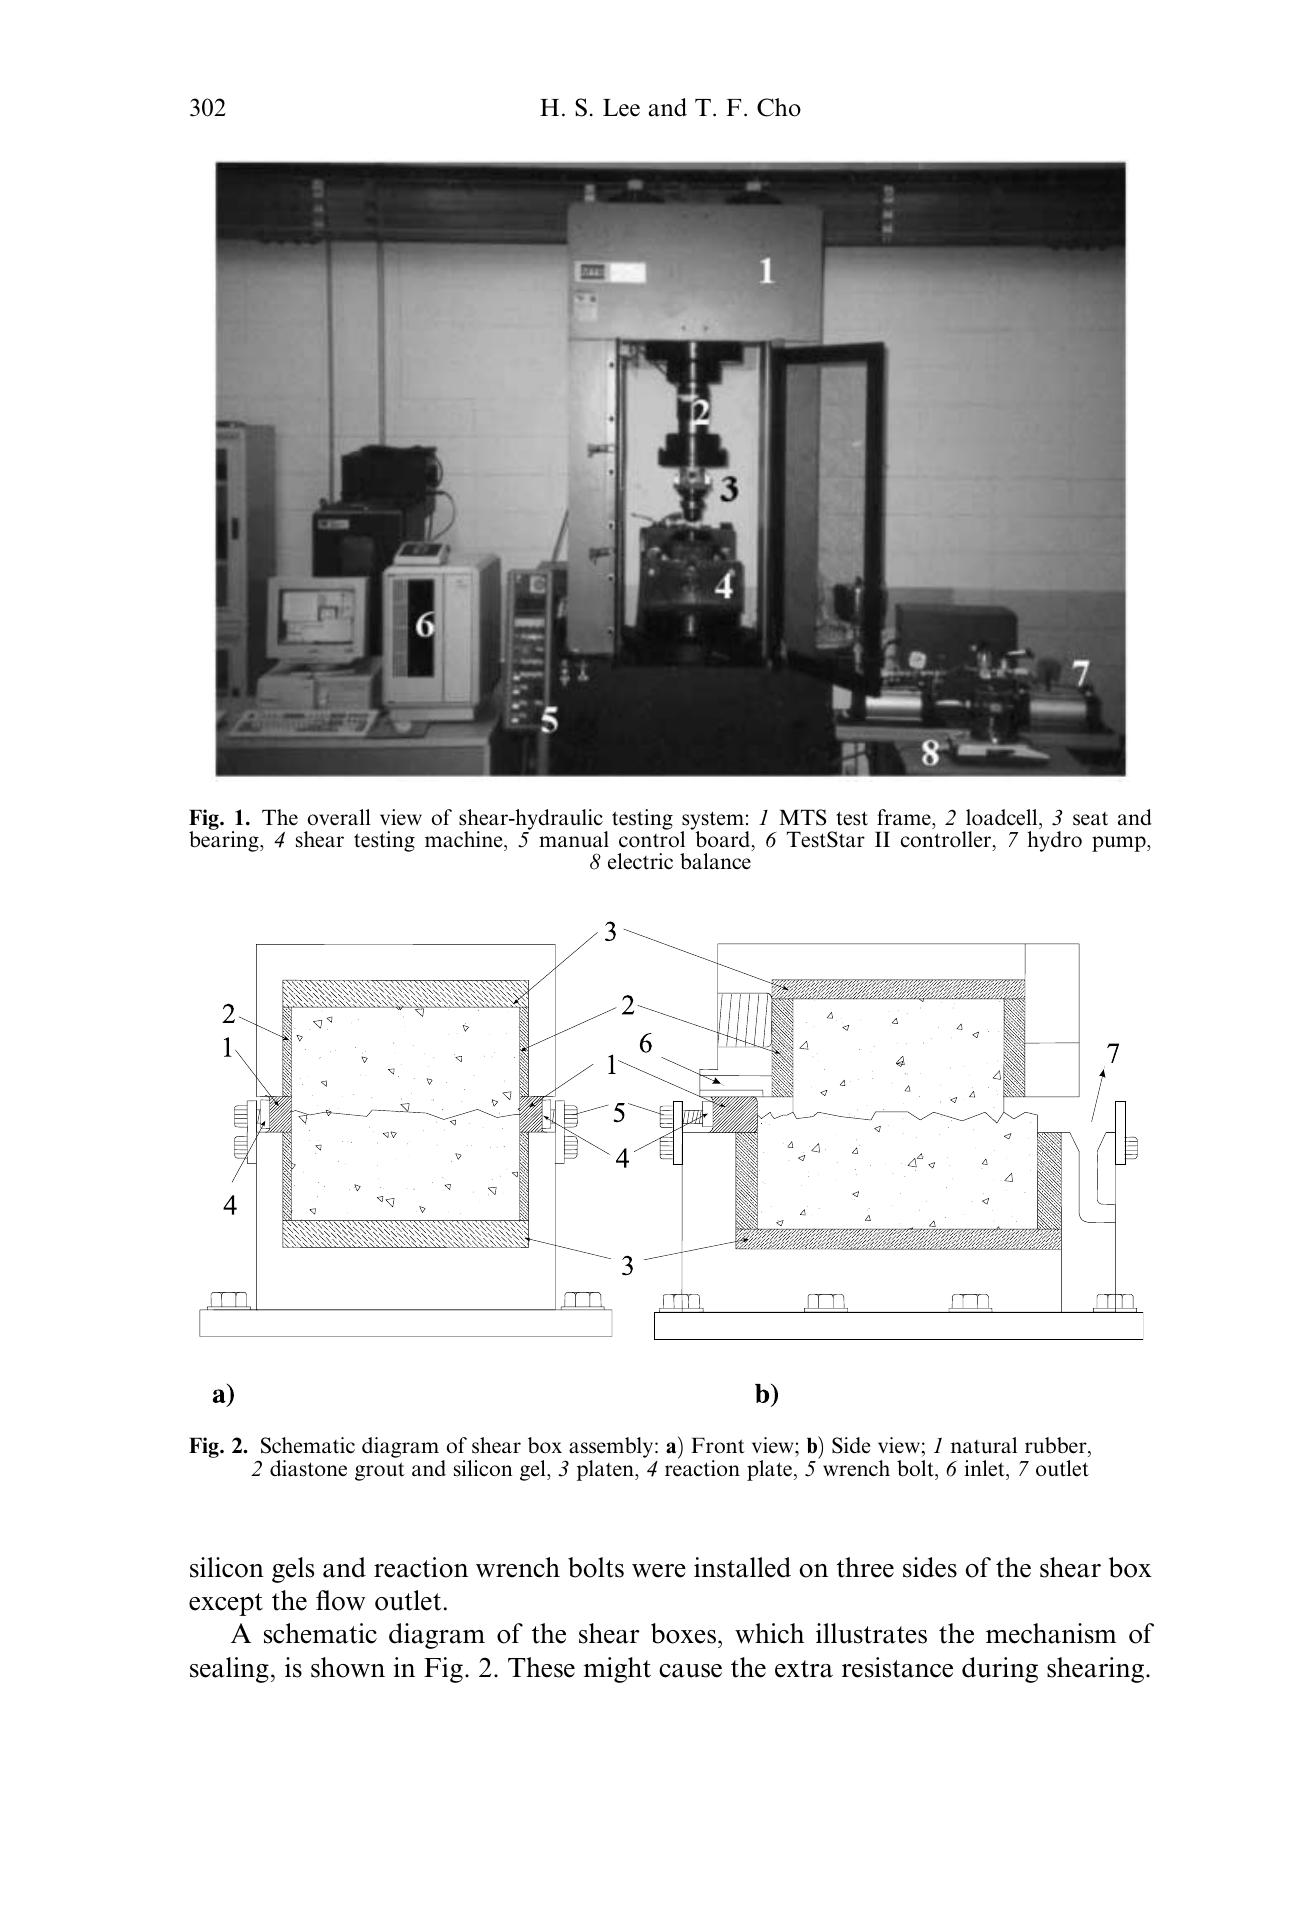 302
H. S. Lee and T. F. Cho
1
2
3
4
6
5
7
8
Fig. 1. The overall view of shear-hydraulic testing system: 1 MTS test frame, 2 loadcell, 3 seat and
bearing, 4 shear testing machine, 5 manual control board, 6 TestStar II controller, 7 hydro pump,
8 electric balance
3
2
2
1
6
1
7
5
4
4
3
a)
b)
Fig. 2. Schematic diagram of shear box assembly: a) Front view; b) Side view; 1 natural rubber,
2 diastone grout and silicon gel, 3 platen, 4 reaction plate, 5 wrench bolt, 6 inlet, 7 outlet
silicon gels and reaction wrench bolts were installed on three sides of the shear box
except the flow outlet.
A schematic diagram of the shear boxes, which illustrates the mechanism of
sealing, is shown in Fig. 2. These might cause the extra resistance during shearing.